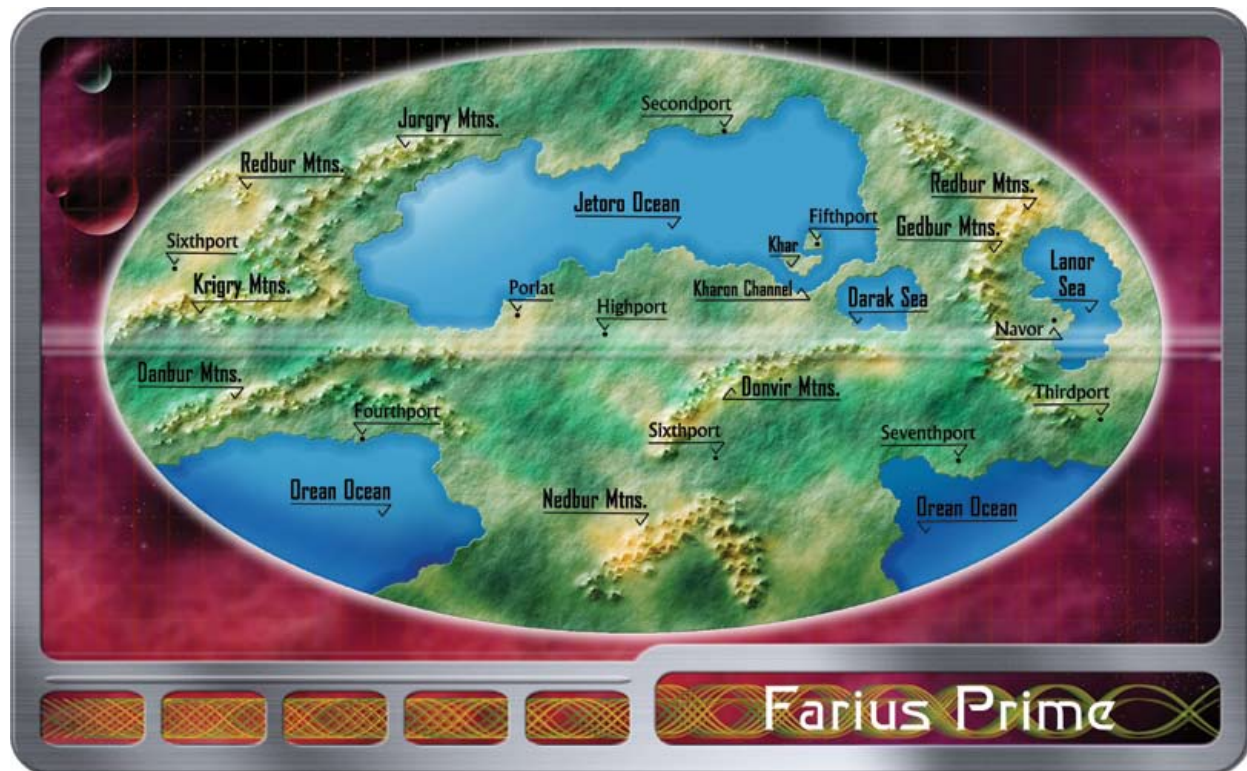 Secondport
Jorgry Mtns.
Redbur Mtns.
Redbur Mtns.
Jetoro Ocean
Fifthport
Gedbur Mtns.
Sixthport
Khar
Lanor
Sea
Krigry Mtns.
Porlat
Highport
Kharon Channel
Darak Sea
Navor
Danbur Mtns.
Donvir Mtns.
Thirdport
Fourthport
Sixthport
Seventhport
Orean Ocean
Nedbur Mtns.
Orean Ocean
Farius Prime